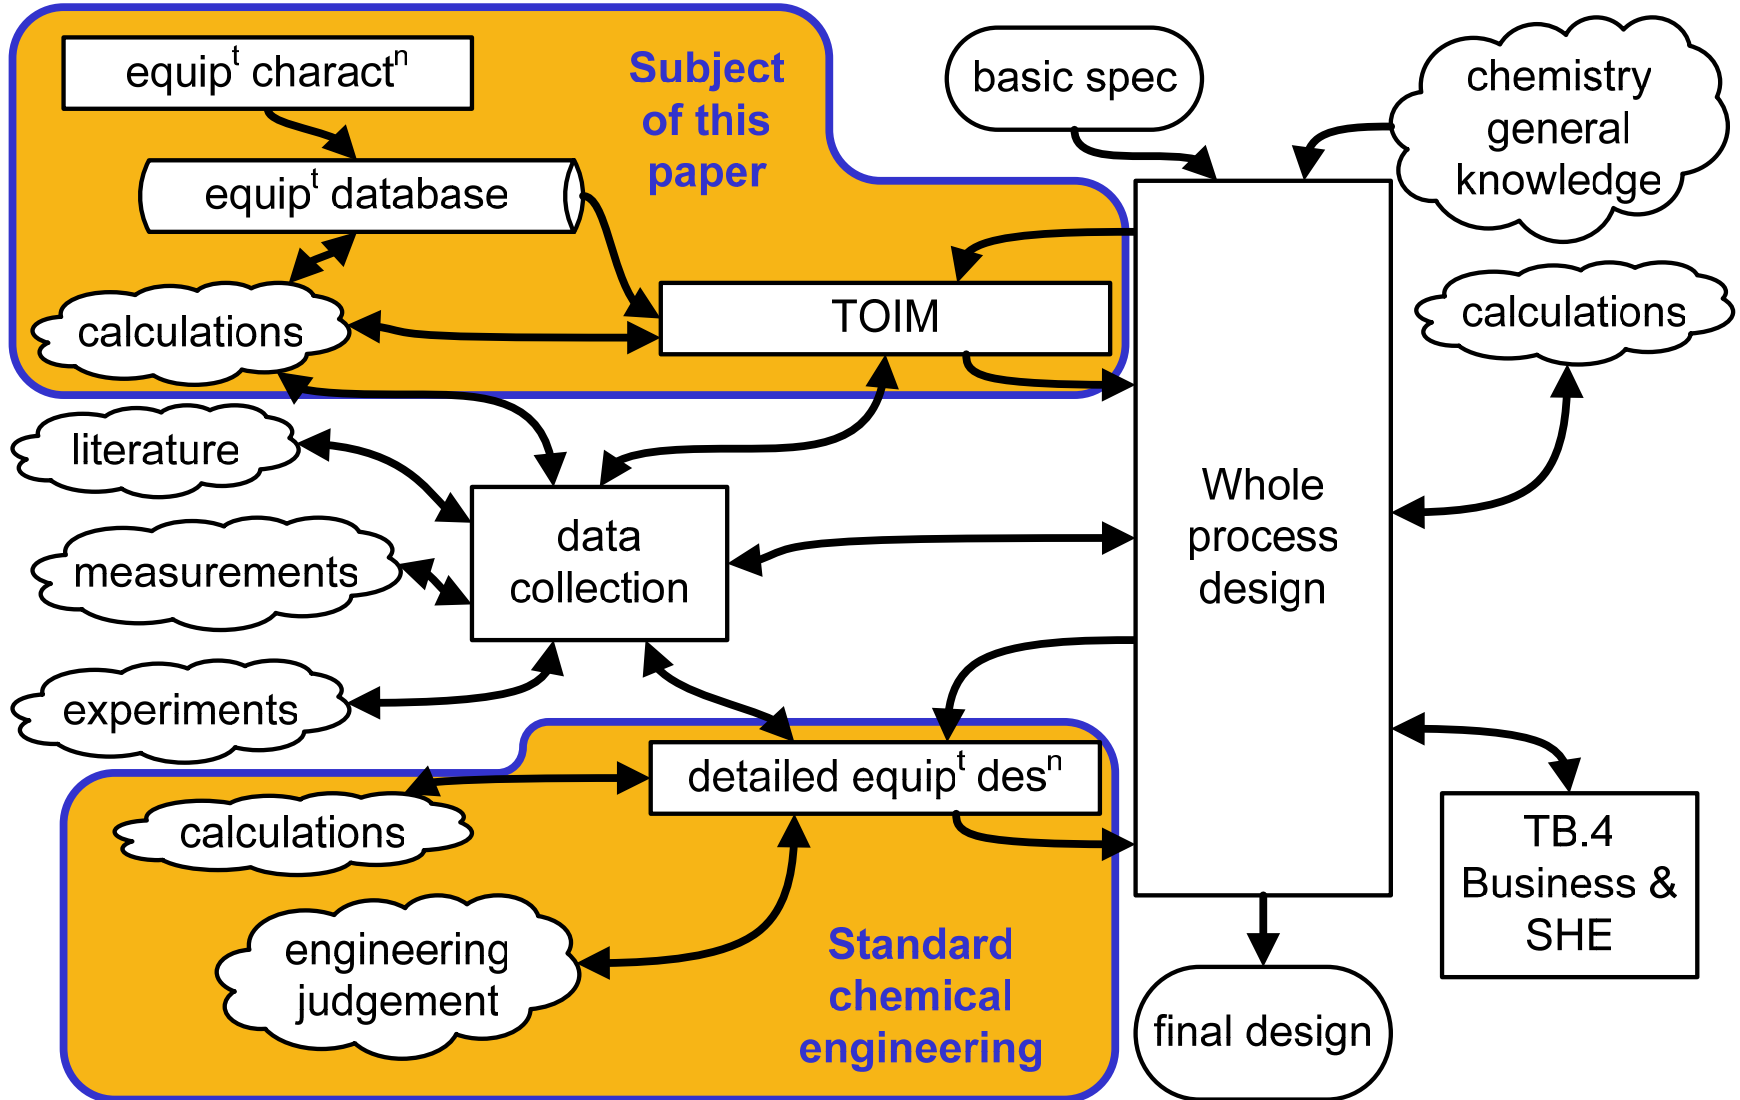 equipᵗ charactⁿ
Subject
of this
paper
basic spec
chemistry
general
knowledge
equipᵗ database
calculations
TOIM
calculations
literature
measurements
experiments
data
collection
Whole
process
design
detailed equipᵗ desⁿ
calculations
engineering
judgement
Standard
chemical
engineering
TB.4
Business &
SHE
final design